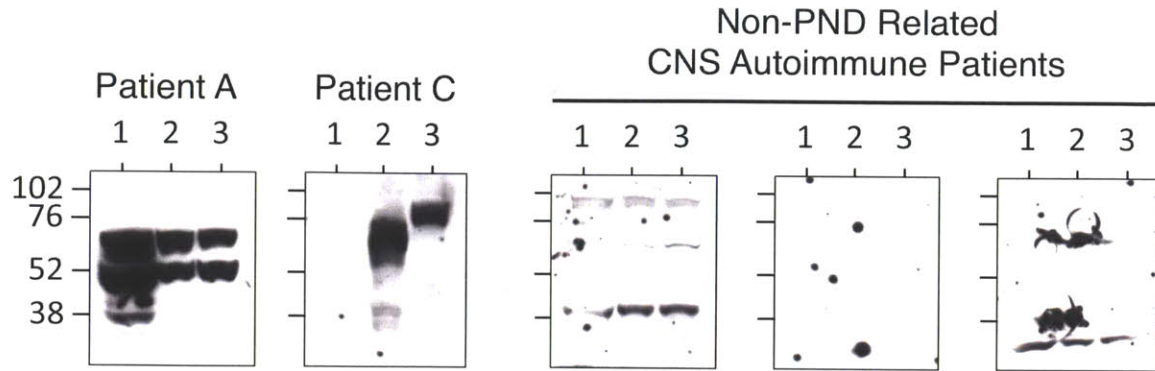 Non-PND Related
CNS Autoimmune Patients
Patient A
Patient C
1 2 3
1 2 3
1 2 3
1 2 3
1 2 3
102
76
52
38